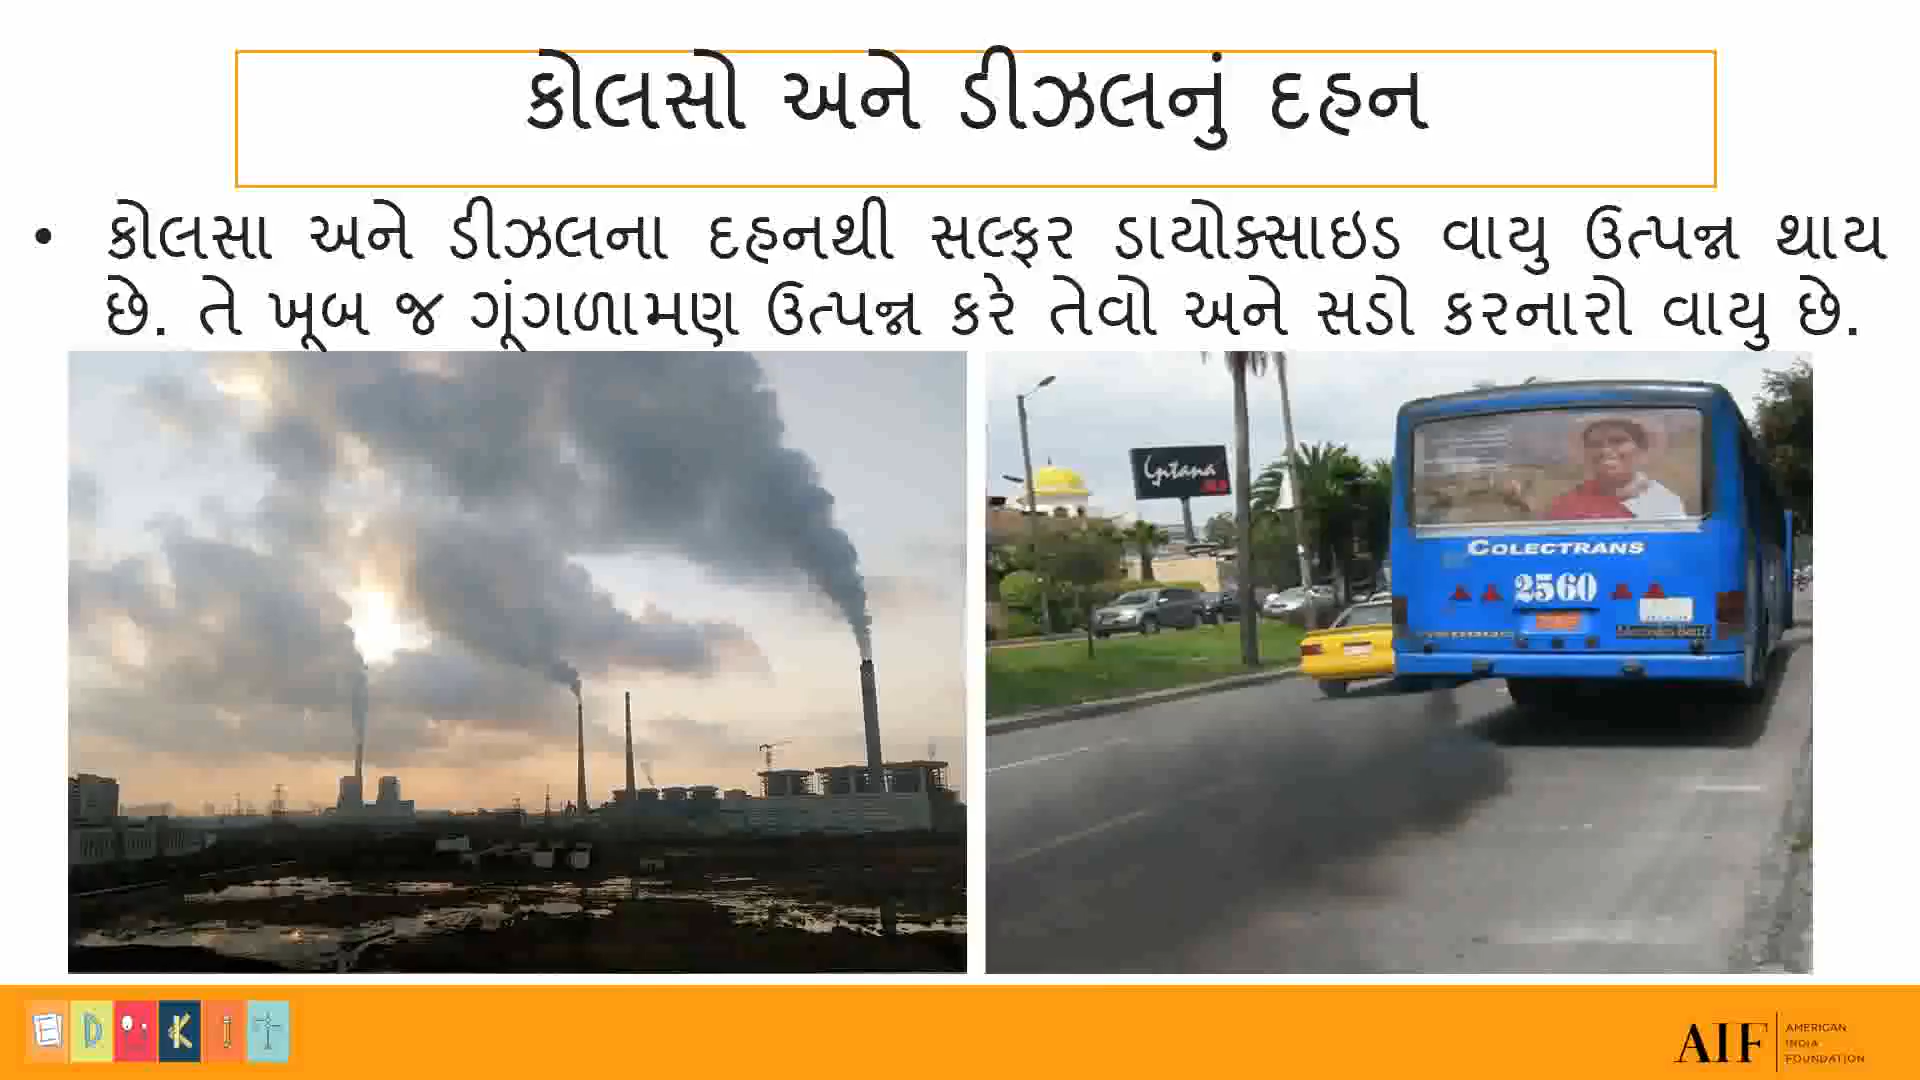 કોલસો અને ડીઝલનું દહન
• કોલસા અને ડીઝલના દહનથી સલ્ફર ડાયોક્સાઇડ વાયુ ઉત્પન્ન થાય
છે. તે ખૂબ જ ગૂંગળામણ ઉત્પન્ન કરે તેવો અને સડો કરનારો વાયુ છે.
COLECTRANS
2560
AIF
AMERICAN
INDIA
FOUNDATION